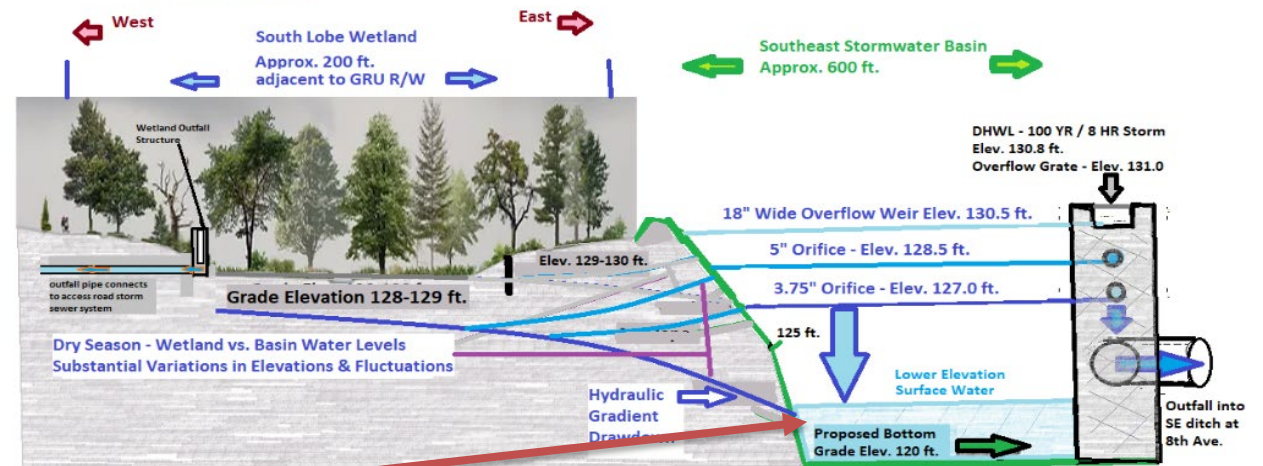 West
East
South Lobe Wetland
Approx. 200 ft.
adjacent to GRU R/W
Southeast Stormwater Basin
Approx. 600 ft.
Wetland Outfall
Structure
DHWL - 100 YR / 8 HR Storm
Elev. 130.8 ft.
Overflow Grate - Elev. 131.0
18" Wide Overflow Weir Elev. 130.5 ft.
5" Orifice - Elev. 128.5 ft.
Elev. 129-130 ft.
3.75" Orifice - Elev. 127.0 ft.
outfall pipe connects
to access road storm
sewer system
Grade Elevation 128-129 ft.
125 ft.
Dry Season - Wetland vs. Basin Water Levels
Substantial Variations in Elevations & Fluctuations
Lower Elevation
Surface Water
Hydraulic
Gradient
Drawdown
Outfall into
SE ditch at
8th Ave.
Proposed Bottom
Grade Elev. 120 ft.